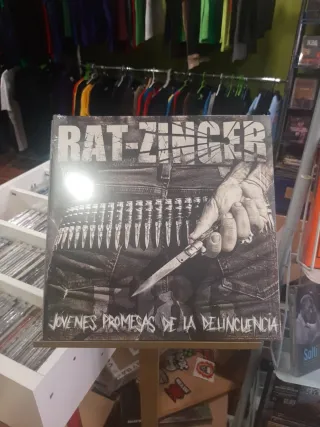 RAT-ZINGER
JOVENES PROMESAS DE LA DELINCUENCIA